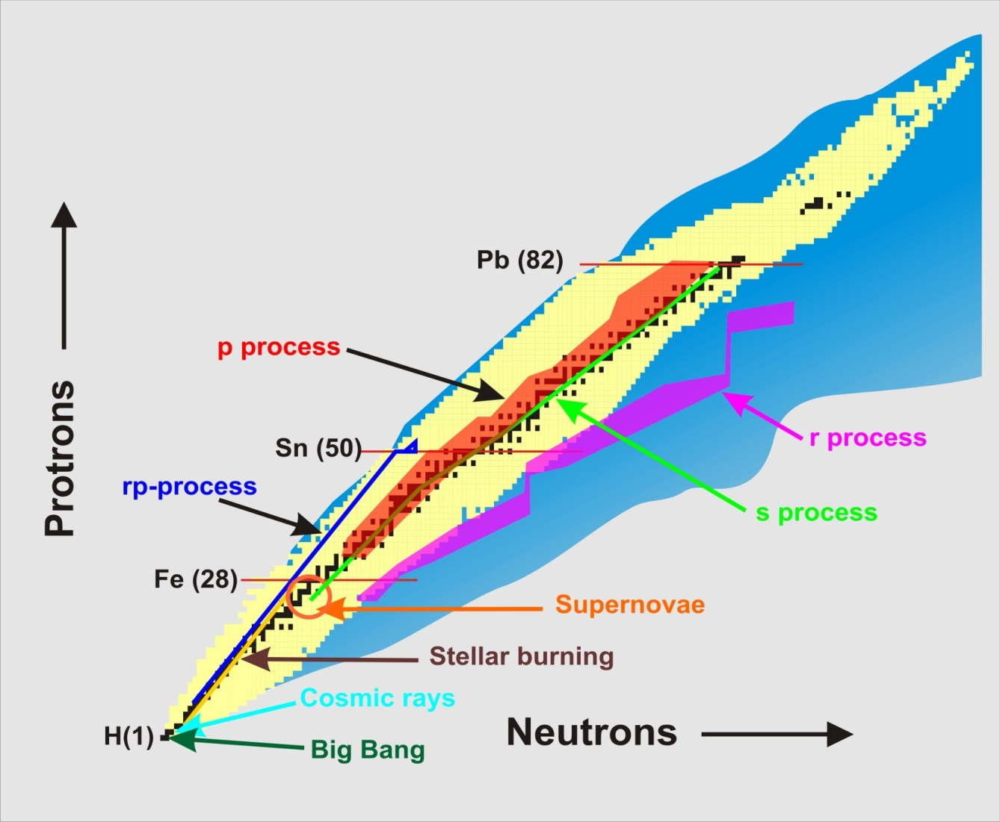 Pb (82)
p process
Sn (50)
r process
rp-process
s process
Protrons
Fe (28)
Supernovae
Stellar burning
Cosmic rays
Neutrons
H(1)
Big Bang